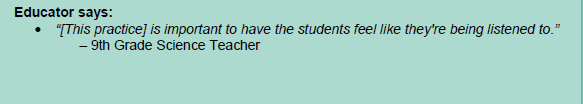 Educator says:
• “[This practice] is important to have the students feel like they're being listened to.”
– 9th Grade Science Teacher